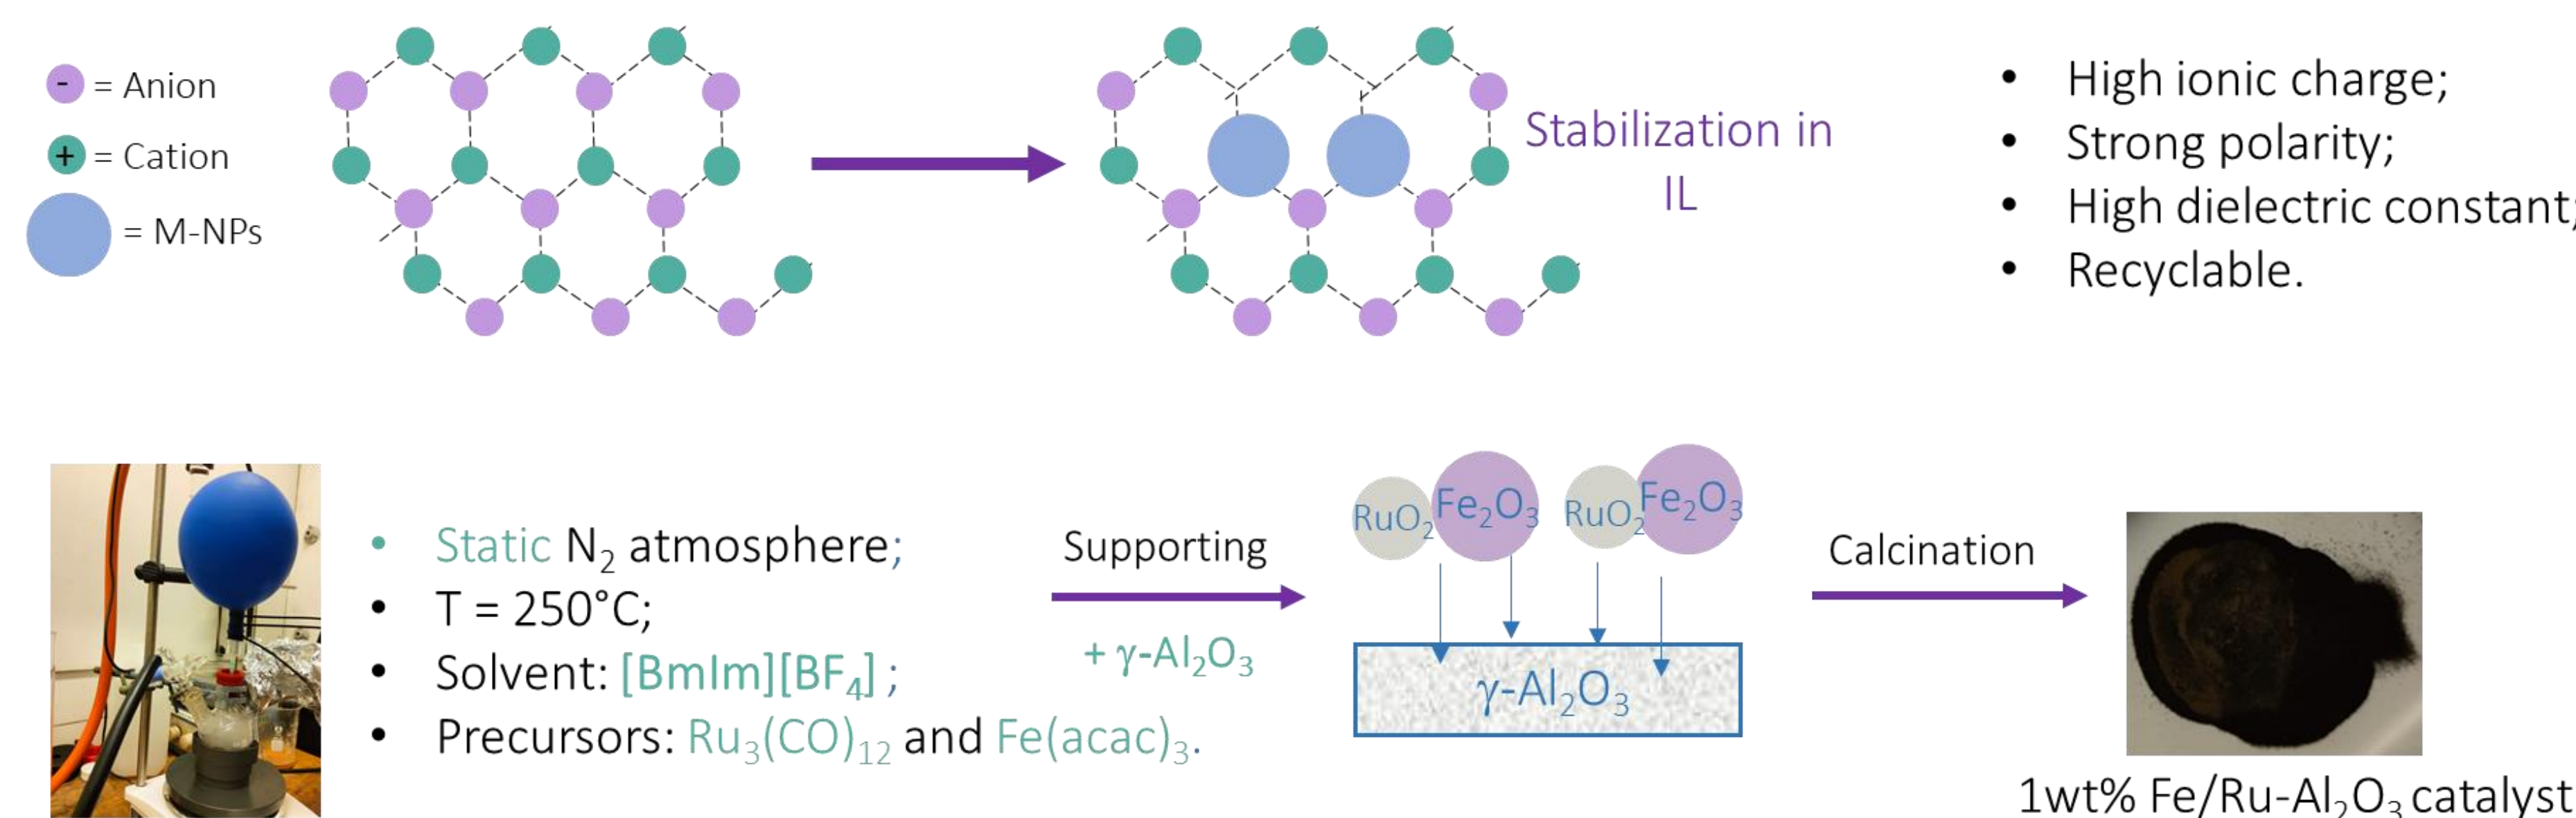 - = Anion
+ = Cation
= M-NPs
Stabilization in
IL
• High ionic charge;
• Strong polarity;
• High dielectric constant;
• Recyclable.
• Static N₂ atmosphere;
• T = 250°C;
• Solvent: [BmIm][BF₄] ;
• Precursors: Ru₃(CO)₁₂ and Fe(acac)₃.
Supporting
+ γ-Al₂O₃
RuO₂ Fe₂O₃ RuO₂ Fe₂O₃
γ-Al₂O₃
Calcination
1wt% Fe/Ru-Al₂O₃ catalyst